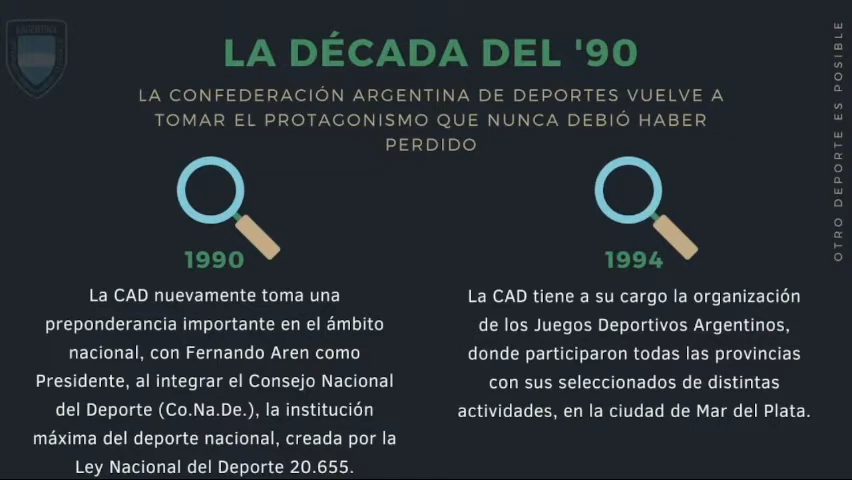 ARGENTINA
LA DÉCADA DEL '90
LA CONFEDERACIÓN ARGENTINA DE DEPORTES VUELVE A
TOMAR EL PROTAGONISMO QUE NUNCA DEBIÓ HABER
PERDIDO
1990
La CAD nuevamente toma una
preponderancia importante en el ámbito
nacional, con Fernando Aren como
Presidente, al integrar el Consejo Nacional
del Deporte (Co.Na.De.), la institución
máxima del deporte nacional, creada por la
Ley Nacional del Deporte 20.655.
1994
La CAD tiene a su cargo la organización
de los Juegos Deportivos Argentinos,
donde participaron todas las provincias
con sus seleccionados de distintas
actividades, en la ciudad de Mar del Plata.
OTRO DEPORTE ES POSIBLE